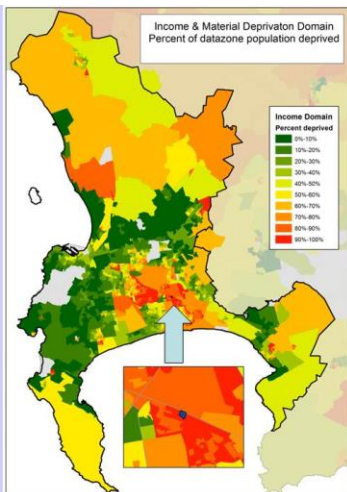 Income & Material Deprivaton Domain
Percent of datazone population deprived
Income Domain
Percent deprived
0%-10%
10%-20%
20%-30%
30%-40%
40%-50%
50%-60%
60%-70%
70%-80%
80%-90%
90%-100%